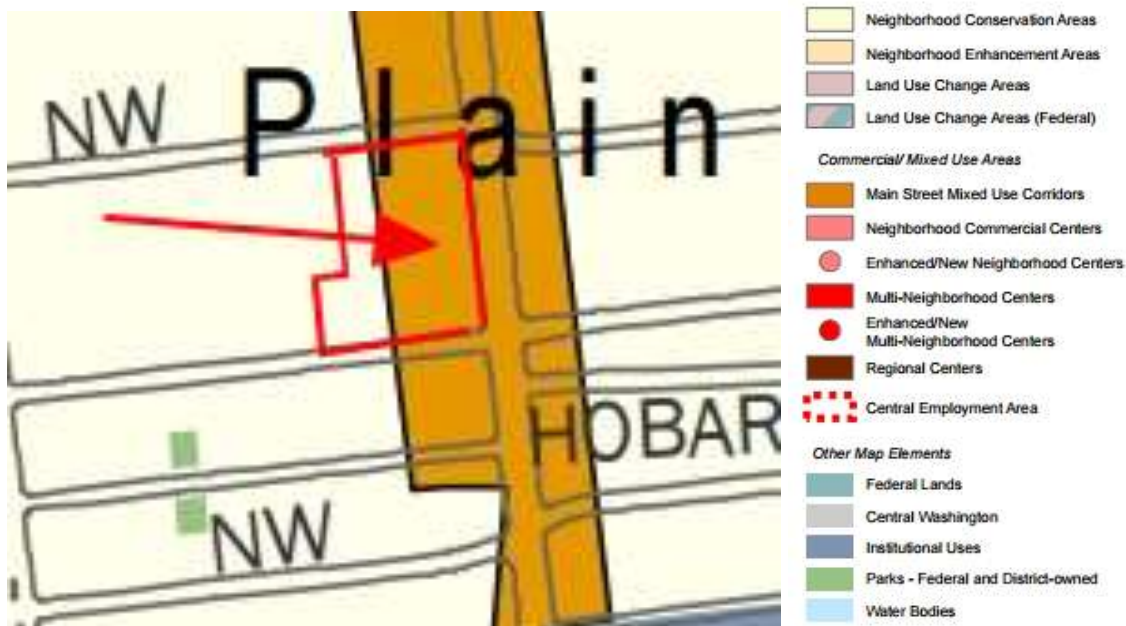 NW
Plain
HOBAR
NW
Neighborhood Conservation Areas
Neighborhood Enhancement Areas
Land Use Change Areas
Land Use Change Areas (Federal)
Commercial/ Mixed Use Areas
Main Street Mixed Use Corridors
Neighborhood Commercial Centers
Enhanced/New Neighborhood Centers
Multi-Neighborhood Centers
Enhanced/New
Multi-Neighborhood Centers
Regional Centers
Central Employment Area
Other Map Elements
Federal Lands
Central Washington
Institutional Uses
Parks - Federal and District-owned
Water Bodies